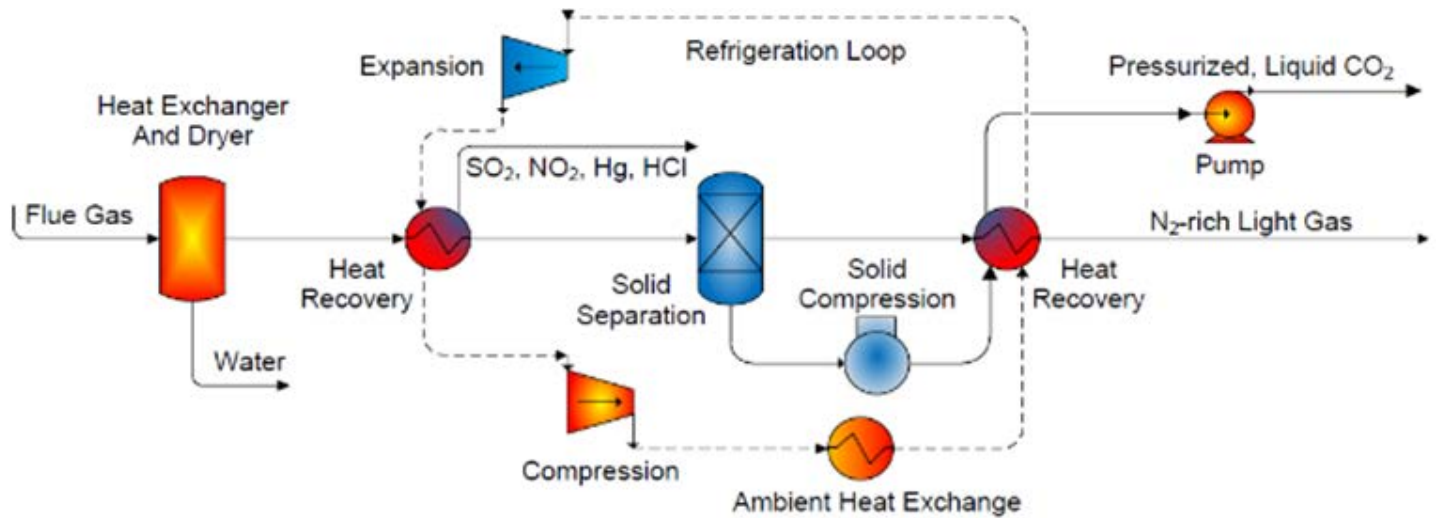 Expansion
Refrigeration Loop
Pressurized, Liquid CO₂
Heat Exchanger
And Dryer
SO₂, NO₂, Hg, HCl
Pump
Flue Gas
N₂-rich Light Gas
Heat
Recovery
Solid
Separation
Solid
Compression
Heat
Recovery
Water
Compression
Ambient Heat Exchange